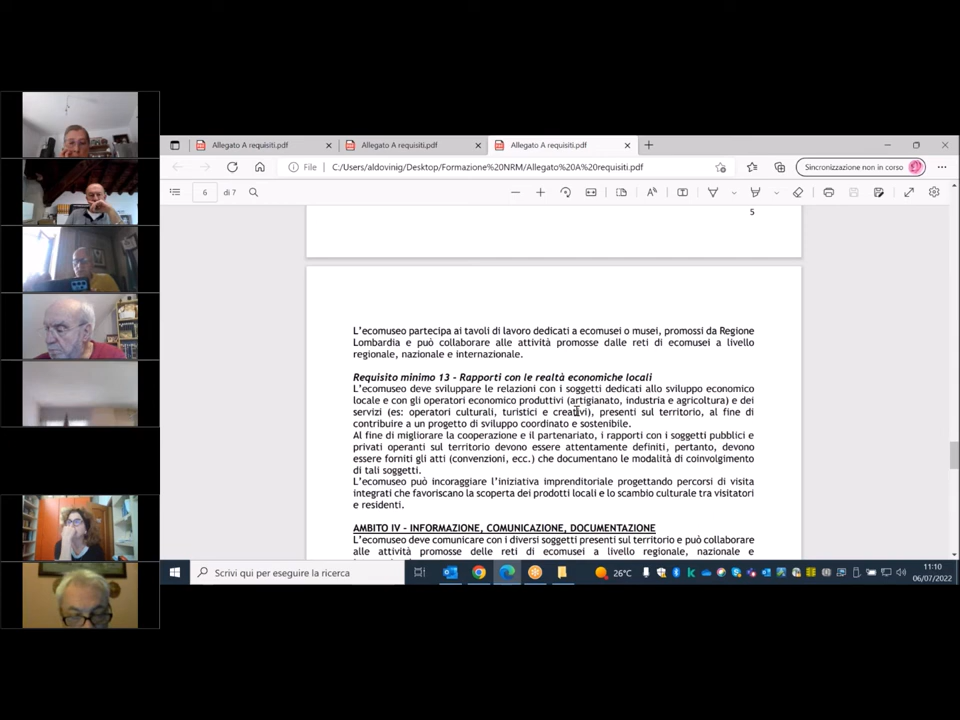 Allegato A requisiti.pdf
Allegato A requisiti.pdf
Allegato A requisiti.pdf
File
C:/Users/aldovinig/Desktop/Formazione%20NRM/Allegato%20A%20requisiti.pdf
Sincronizzazione non in corso
6 di 7
5
L’ecomuseo partecipa ai tavoli di lavoro dedicati a ecomusei o musei, promossi da Regione
Lombardia e può collaborare alle attività promosse dalle reti di ecomusei a livello
regionale, nazionale e internazionale.
Requisito minimo 13 - Rapporti con le realtà economiche locali
L’ecomuseo deve sviluppare le relazioni con i soggetti dedicati allo sviluppo economico
locale e con gli operatori economico produttivi (artigianato, industria e agricoltura) e dei
servizi (es: operatori culturali, turistici e creativi), presenti sul territorio, al fine di
contribuire a un progetto di sviluppo coordinato e sostenibile.
Al fine di migliorare la cooperazione e il partenariato, i rapporti con i soggetti pubblici e
privati operanti sul territorio devono essere attentamente definiti, pertanto, devono
essere forniti gli atti (convenzioni, ecc.) che documentano le modalità di coinvolgimento
di tali soggetti.
L’ecomuseo può incoraggiare l’iniziativa imprenditoriale progettando percorsi di visita
integrati che favoriscano la scoperta dei prodotti locali e lo scambio culturale tra visitatori
e residenti.
AMBITO IV - INFORMAZIONE, COMUNICAZIONE, DOCUMENTAZIONE
L’ecomuseo deve comunicare con i diversi soggetti presenti sul territorio e può collaborare
alle attività promosse delle reti di ecomusei a livello regionale, nazionale e
Scrivi qui per eseguire la ricerca
26°C
11:10
06/07/2022